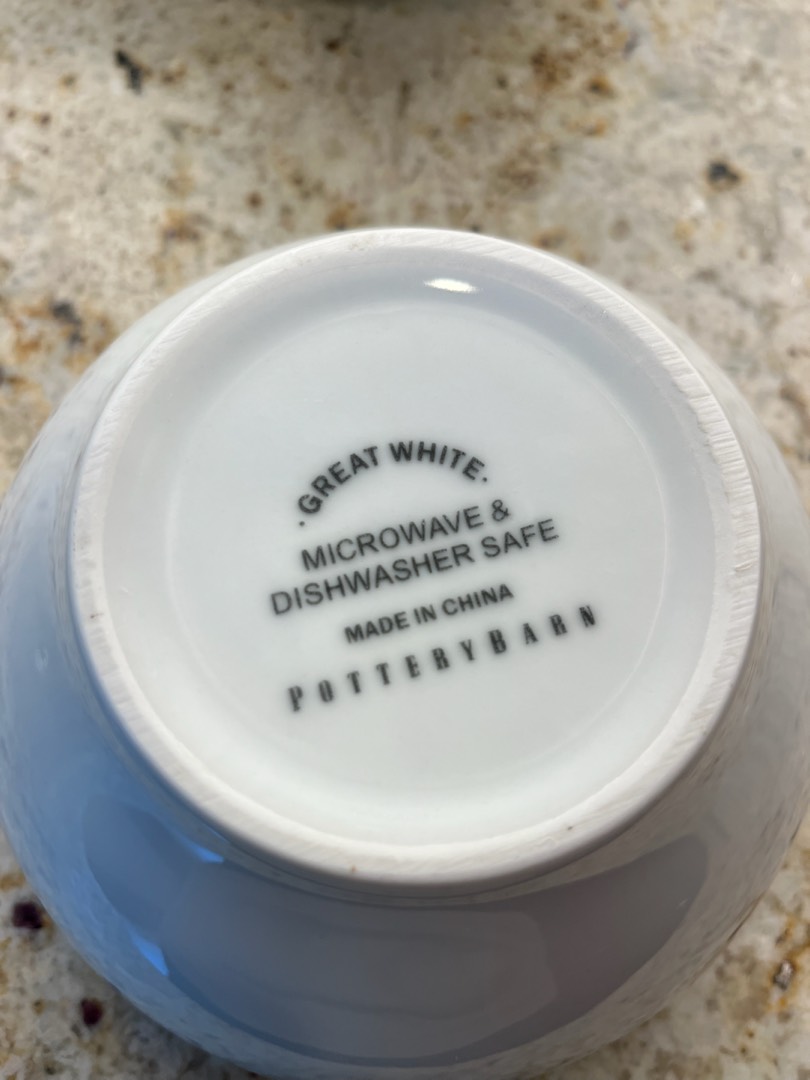 ·GREAT WHITE·
MICROWAVE &
DISHWASHER SAFE
MADE IN CHINA
POTTERYBARN